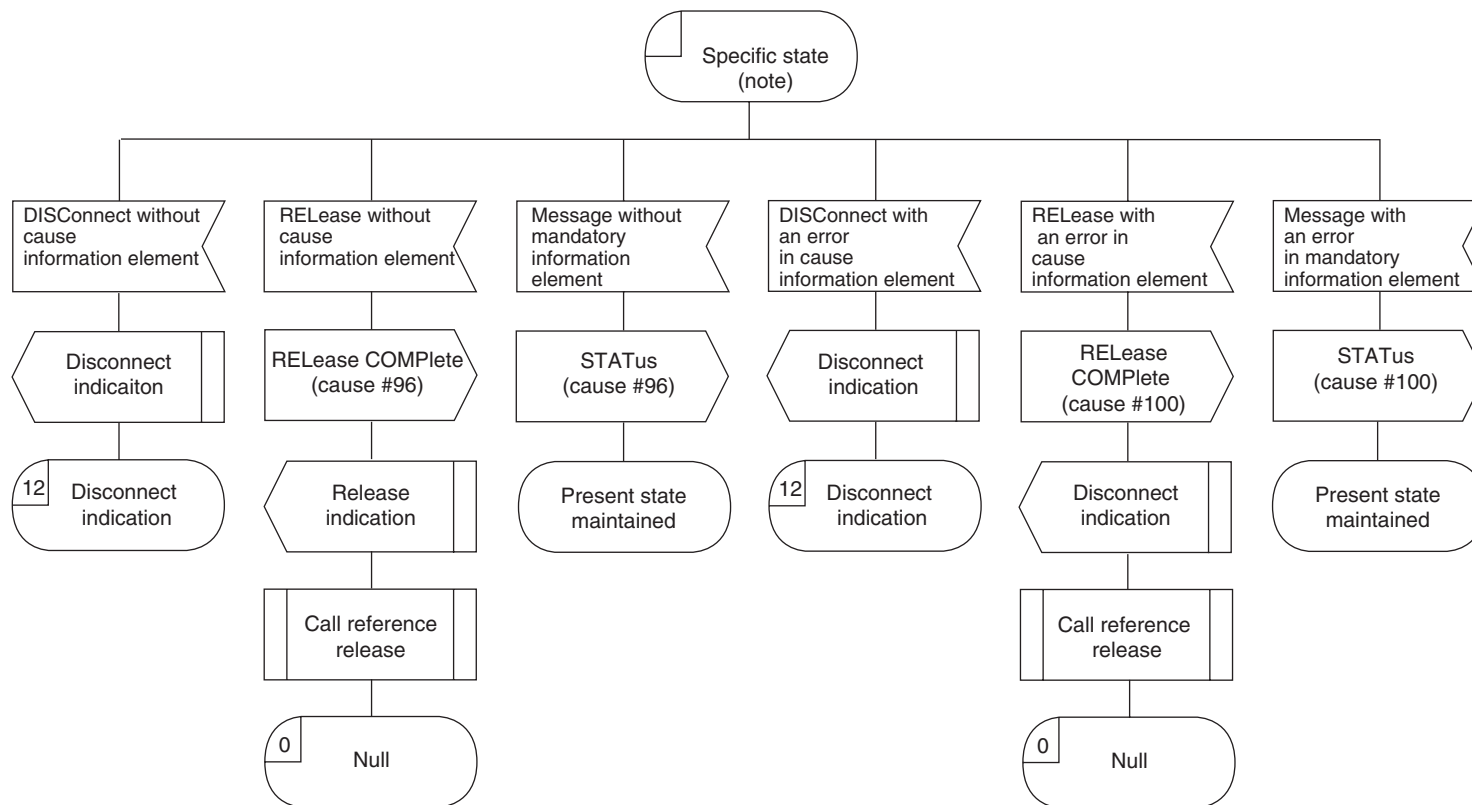 Specific state
(note)
DISConnect without
cause
information element
RELease without
cause
information element
Message without
mandatory
information
element
DISConnect with
an error
in cause
information element
RELease with
an error in
cause
information element
Message with
an error
in mandatory
information element
Disconnect
indicaiton
RELease COMPlete
(cause #96)
STATus
(cause #96)
Disconnect
indication
RELease
COMPlete
(cause #100)
STATus
(cause #100)
12
Disconnect
indication
Release
indication
Present state
maintained
12
Disconnect
indication
Disconnect
indication
Present state
maintained
Call reference
release
Call reference
release
0
Null
0
Null